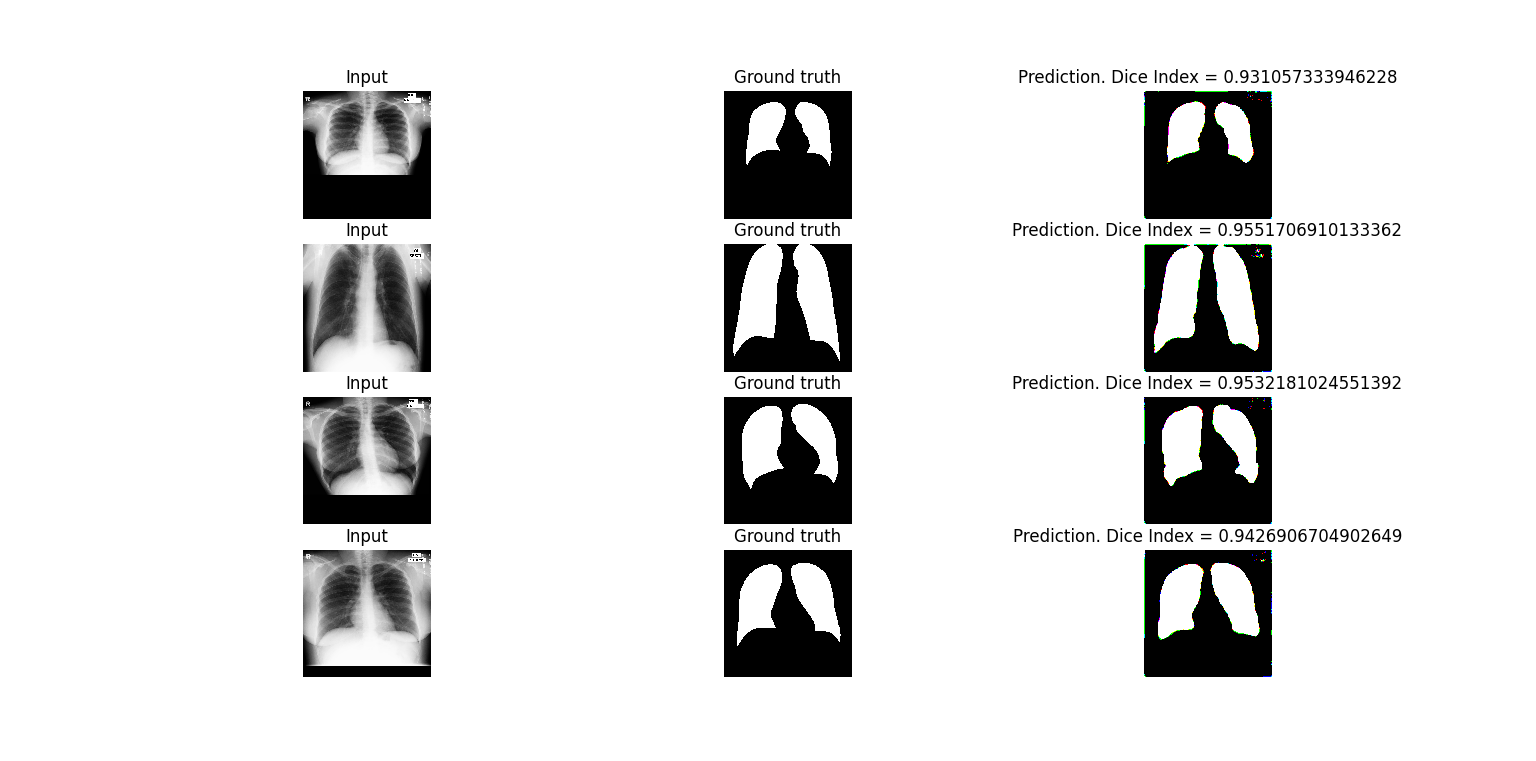 Input
Ground truth
Prediction. Dice Index = 0.931057333946228
Input
Ground truth
Prediction. Dice Index = 0.9551706910133362
Input
Ground truth
Prediction. Dice Index = 0.9532181024551392
Input
Ground truth
Prediction. Dice Index = 0.9426906704902649